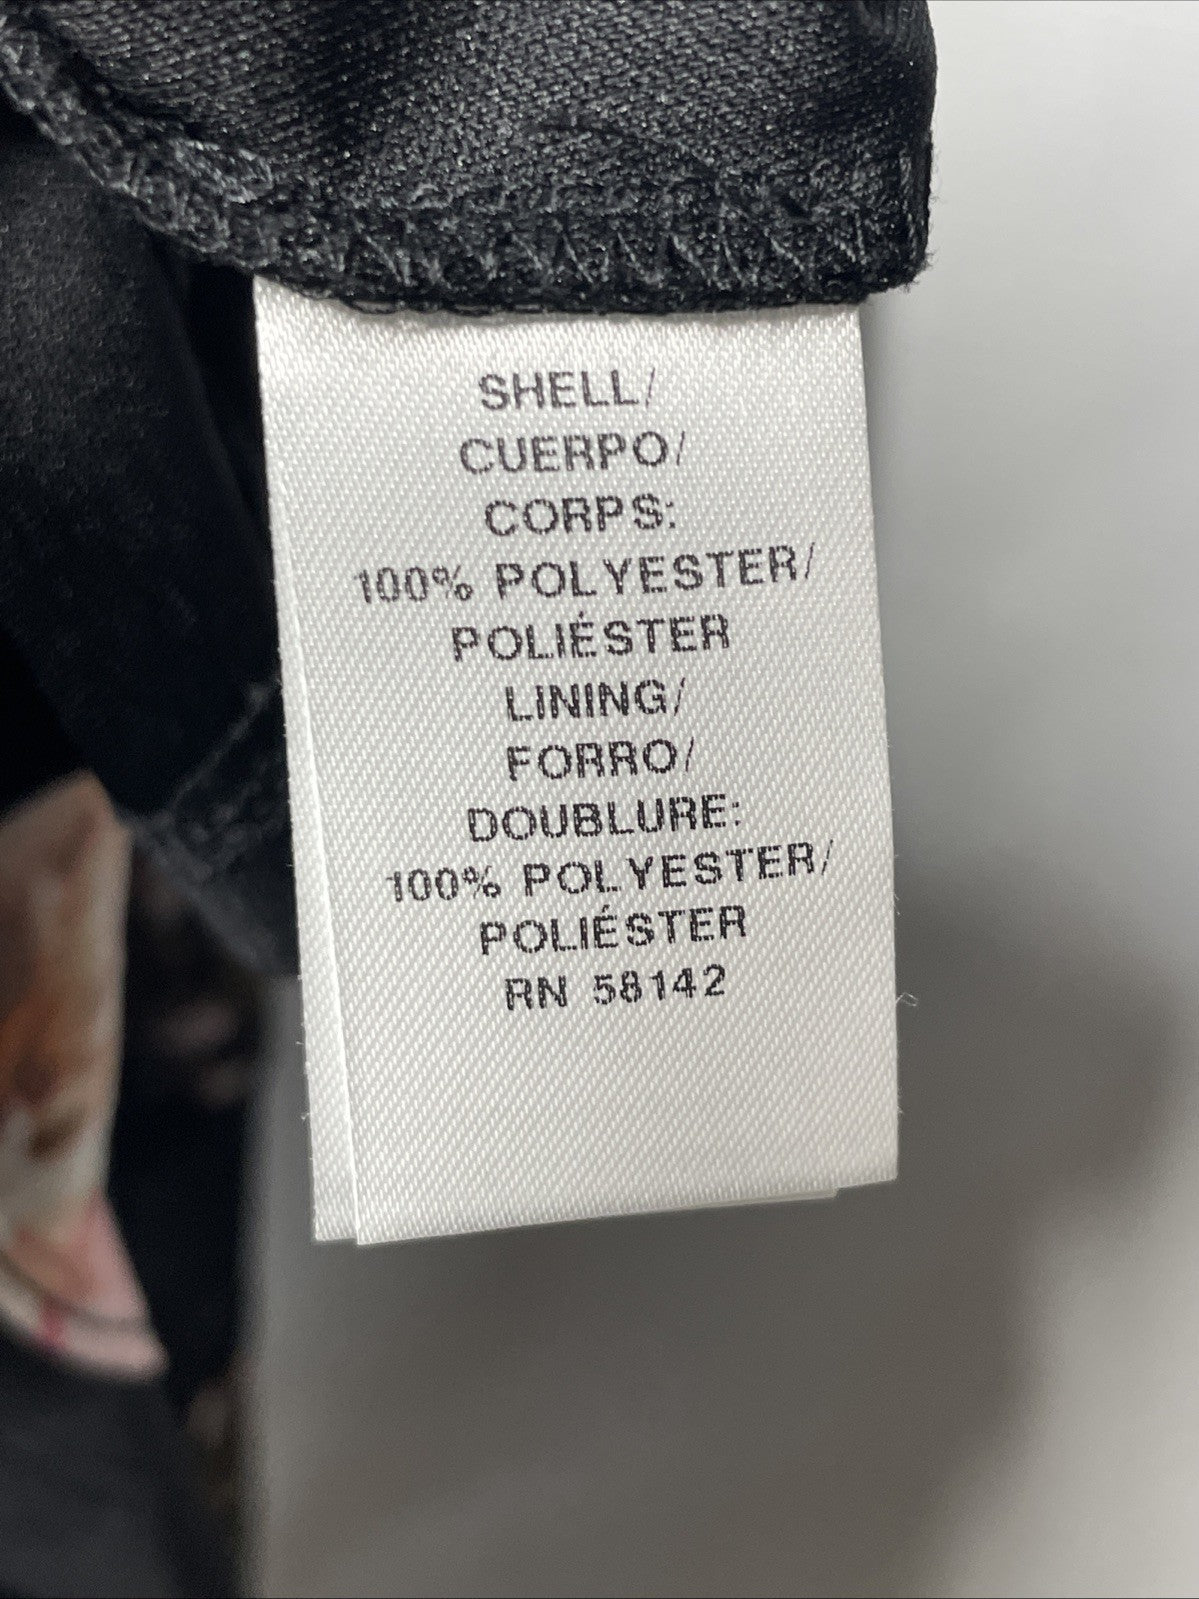 SHELL/
CUERPO/
CORPS:
100% POLYESTER/
POLIÉSTER
LINING/
FORRO/
DOUBLURE:
100% POLYESTER/
POLIÉSTER
RN 58142